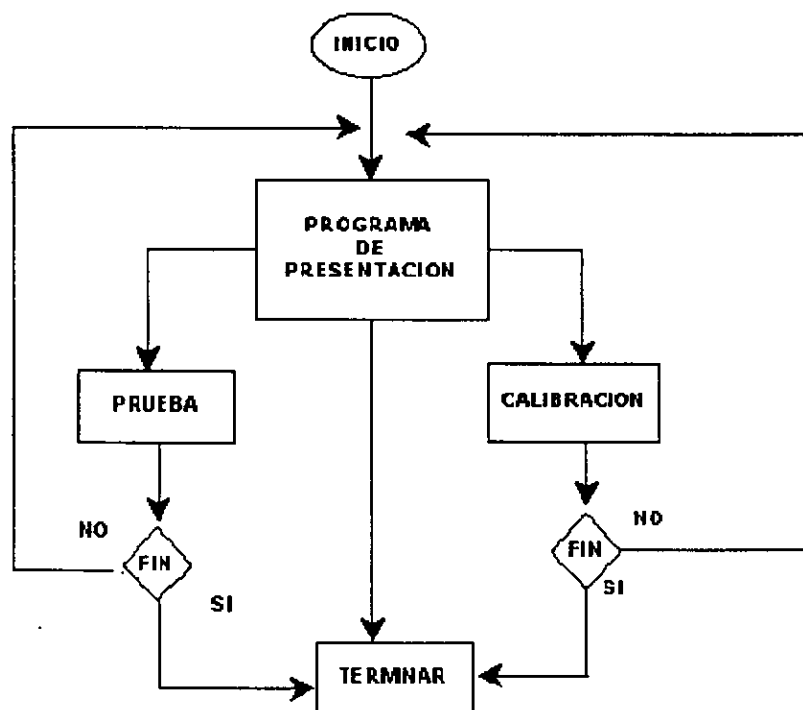 INICIO
PROGRAMA
DE
PRESENTACION
PRUEBA
CALIBRACION
NO
FIN
SI
NO
FIN
SI
TERMNAR